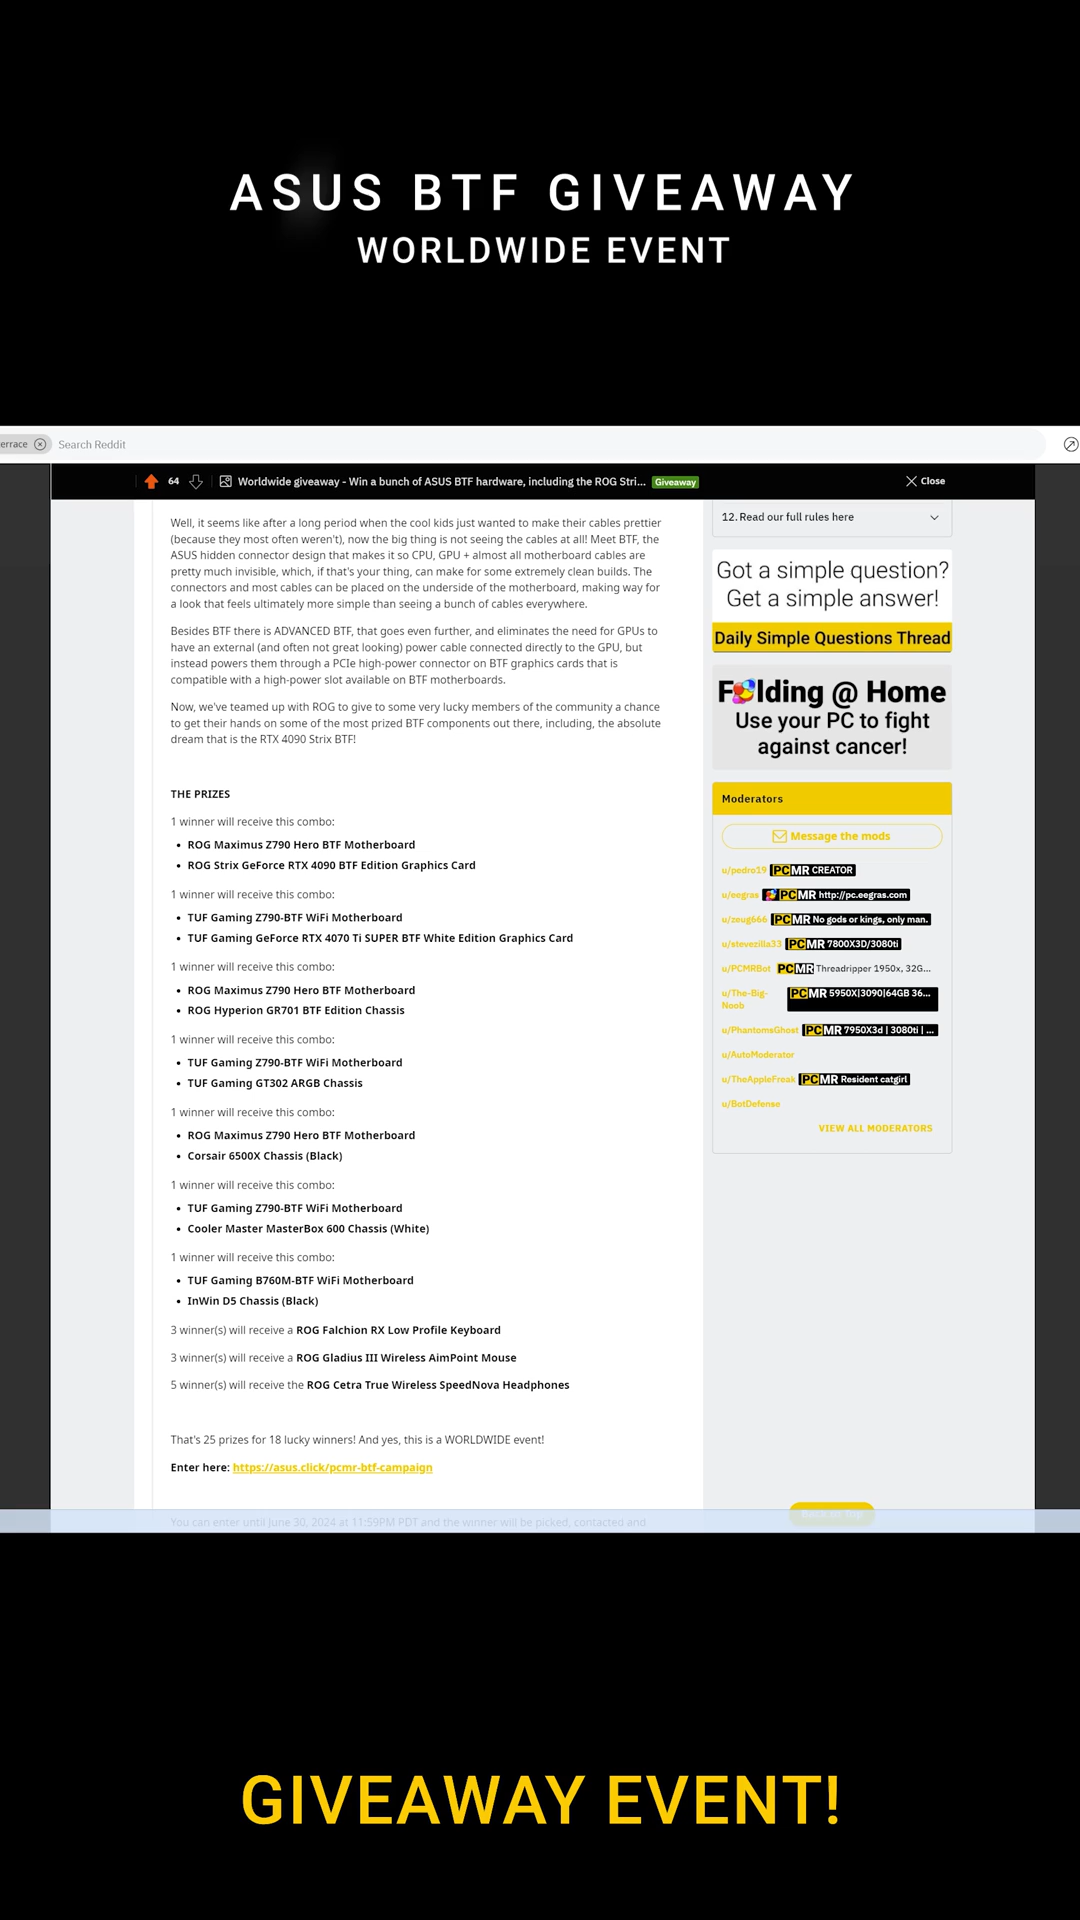 ASUS BTF GIVEAWAY
WORLDWIDE EVENT
errace
Search Reddit
64
Worldwide giveaway - Win a bunch of ASUS BTF hardware, including the ROG Stri...
Giveaway
Close
Well, it seems like after a long period when the cool kids just wanted to make their cables prettier
(because they most often weren't), now the big thing is not seeing the cables at all! Meet BTF, the
ASUS hidden connector design that makes it so CPU, GPU + almost all motherboard cables are
pretty much invisible, which, if that's your thing, can make for some extremely clean builds. The
connectors and most cables can be placed on the underside of the motherboard, making way for
a look that feels ultimately more simple than seeing a bunch of cables everywhere.
Besides BTF there is ADVANCED BTF, that goes even further, and eliminates the need for GPUs to
have an external (and often not great looking) power cable connected directly to the GPU, but
instead powers them through a PCIe high-power connector on BTF graphics cards that is
compatible with a high-power slot available on BTF motherboards.
Now, we've teamed up with ROG to give to some very lucky members of the community a chance
to get their hands on some of the most prized BTF components out there, including, the absolute
dream that is the RTX 4090 Strix BTF!
THE PRIZES
1 winner will receive this combo:
• ROG Maximus Z790 Hero BTF Motherboard
• ROG Strix GeForce RTX 4090 BTF Edition Graphics Card
1 winner will receive this combo:
• TUF Gaming Z790-BTF WiFi Motherboard
• TUF Gaming GeForce RTX 4070 Ti SUPER BTF White Edition Graphics Card
1 winner will receive this combo:
• ROG Maximus Z790 Hero BTF Motherboard
• ROG Hyperion GR701 BTF Edition Chassis
1 winner will receive this combo:
• TUF Gaming Z790-BTF WiFi Motherboard
• TUF Gaming GT302 ARGB Chassis
1 winner will receive this combo:
• ROG Maximus Z790 Hero BTF Motherboard
• Corsair 6500X Chassis (Black)
1 winner will receive this combo:
• TUF Gaming Z790-BTF WiFi Motherboard
• Cooler Master MasterBox 600 Chassis (White)
1 winner will receive this combo:
• TUF Gaming B760M-BTF WiFi Motherboard
• InWin D5 Chassis (Black)
3 winner(s) will receive a ROG Falchion RX Low Profile Keyboard
3 winner(s) will receive a ROG Gladius III Wireless AimPoint Mouse
5 winner(s) will receive the ROG Cetra True Wireless SpeedNova Headphones
That's 25 prizes for 18 lucky winners! And yes, this is a WORLDWIDE event!
Enter here: https://asus.click/pcmr-btf-campaign
You can enter until June 30, 2024 at 11:59PM PDT and the winner will be picked, contacted and
12. Read our full rules here
Got a simple question?
Get a simple answer!
Daily Simple Questions Thread
Folding @ Home
Use your PC to fight
against cancer!
Moderators
Message the mods
u/pedro19 PCMR CREATOR
u/eegras PCMR http://pc.eegras.com
u/zeug666 PCMR No gods or kings, only man.
u/stevezilla33 PCMR 7800X3D/3080ti
u/PCMRBot PCMR Threadripper 1950x, 32G...
u/The-Big-Noob PCMR 5950X|3090|64GB 36...
u/PhantomsGhost PCMR 7950X3d | 3080ti | ...
u/AutoModerator
u/TheAppleFreak PCMR Resident catgirl
u/BotDefense
VIEW ALL MODERATORS
Back to Top
GIVEAWAY EVENT!